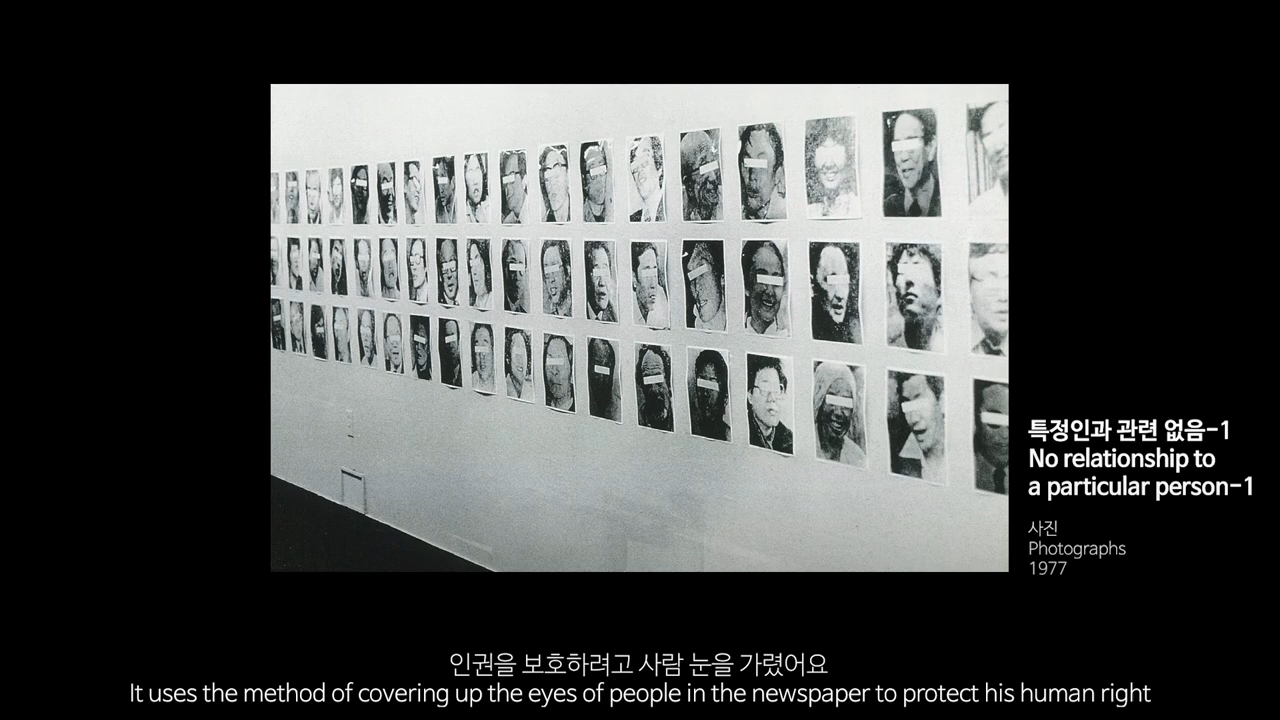 특정인과 관련 없음-1
No relationship to
a particular person-1
사진
Photographs
1977
인권을 보호하려고 사람 눈을 가렸어요
It uses the method of covering up the eyes of people in the newspaper to protect his human right